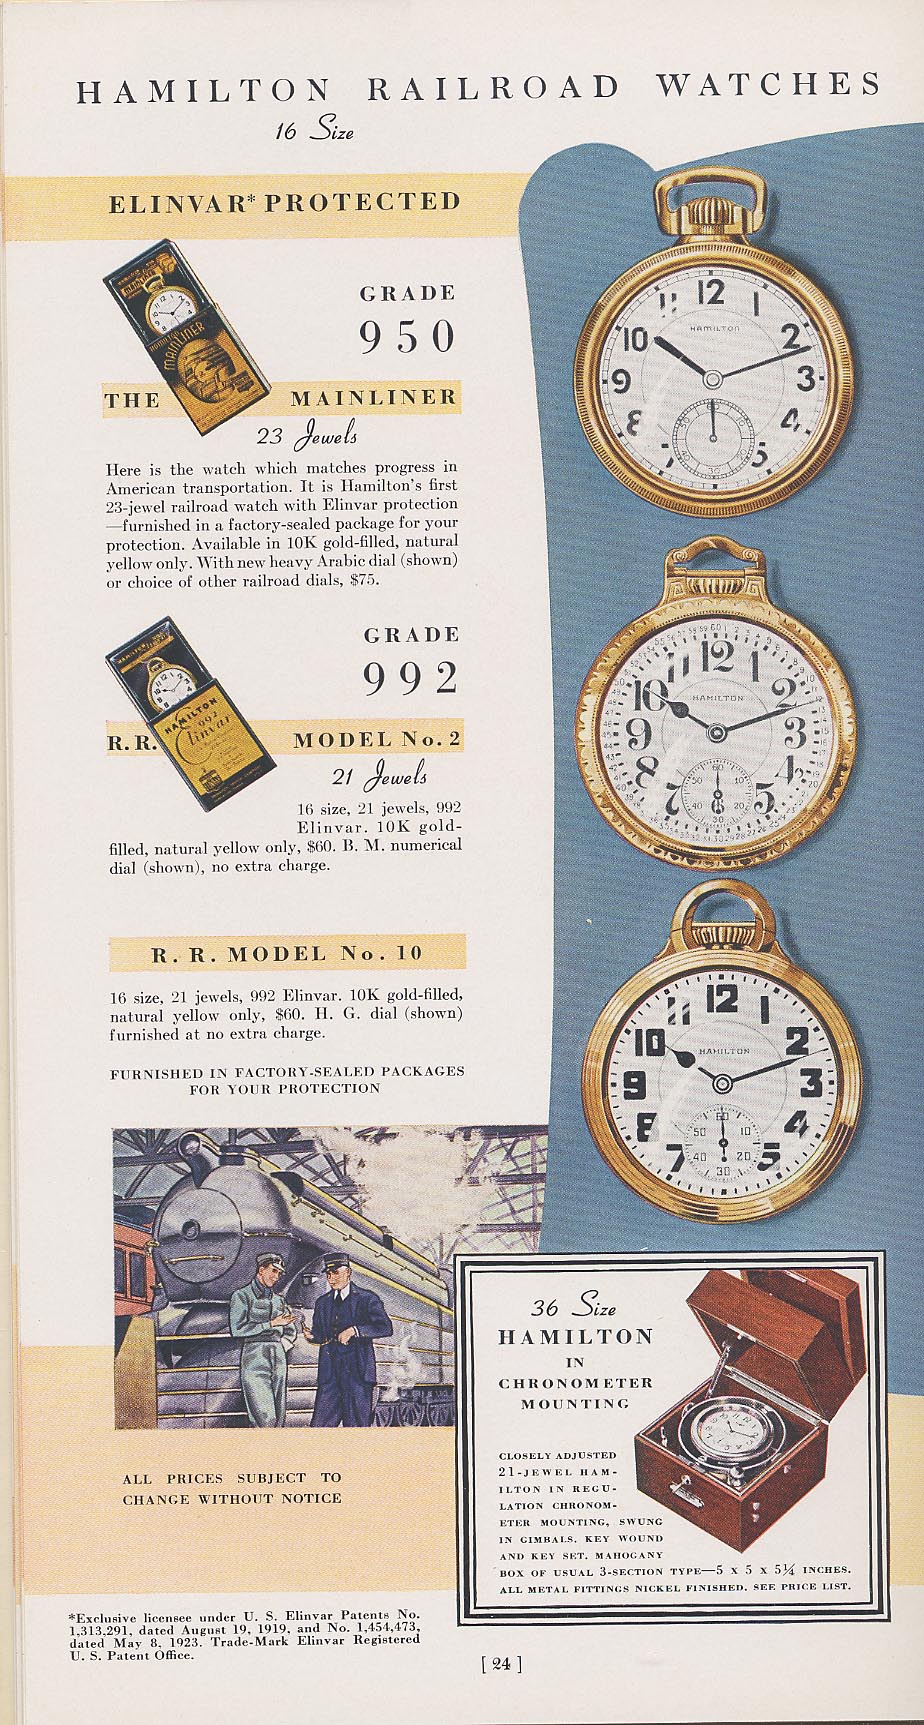 HAMILTON RAILROAD WATCHES
16 Size
ELINVAR* PROTECTED
GRADE
950
THE MAINLINER
23 Jewels
Here is the watch which matches progress in
American transportation. It is Hamilton's first
23-jewel railroad watch with Elinvar protection
—furnished in a factory-sealed package for your
protection. Available in 10K gold-filled, natural
yellow only. With new heavy Arabic dial (shown)
or choice of other railroad dials, $75.
MAINLINER
GRADE
992
R.R. MODEL No. 2
21 Jewels
16 size, 21 jewels, 992
Elinvar. 10K gold-
filled, natural yellow only, $60. B. M. numerical
dial (shown), no extra charge.
HAMILTON
992
Elinvar
R. R. MODEL No. 10
16 size, 21 jewels, 992 Elinvar. 10K gold-filled,
natural yellow only, $60. H. G. dial (shown)
furnished at no extra charge.
FURNISHED IN FACTORY-SEALED PACKAGES
FOR YOUR PROTECTION
HAMILTON
HAMILTON
HAMILTON
36 Size
HAMILTON
IN
CHRONOMETER
MOUNTING
CLOSELY ADJUSTED
21-JEWEL HAM-
ILTON IN REGU-
LATION CHRONOM-
ETER MOUNTING, SWUNG
IN GIMBALS. KEY WOUND
AND KEY SET. MAHOGANY
BOX OF USUAL 3-SECTION TYPE—5 X 5 X 5¼ INCHES.
ALL METAL FITTINGS NICKEL FINISHED. SEE PRICE LIST.
ALL PRICES SUBJECT TO
CHANGE WITHOUT NOTICE
*Exclusive licensee under U. S. Elinvar Patents No.
1,313,291, dated August 19, 1919, and No. 1,454,473,
dated May 8, 1923. Trade-Mark Elinvar Registered
U. S. Patent Office.
[ 24 ]